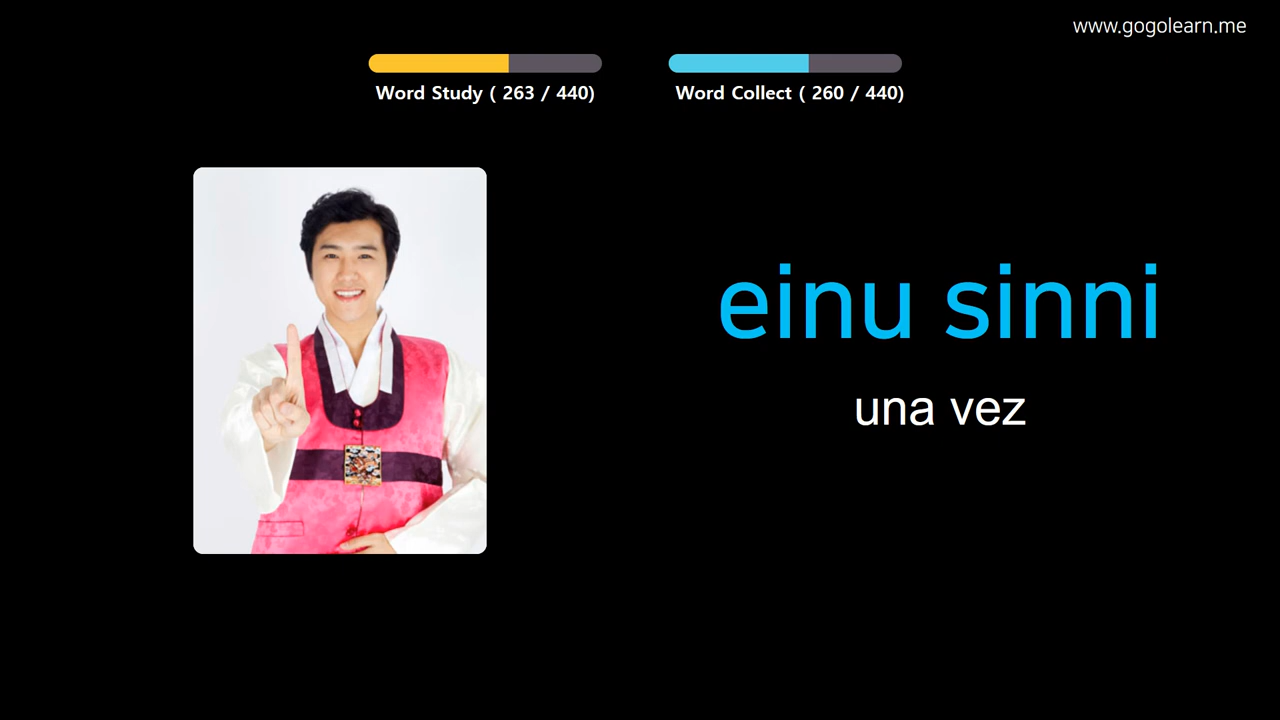 www.gogolearn.me
Word Study ( 263 / 440)
Word Collect ( 260 / 440)
einu sinni
una vez